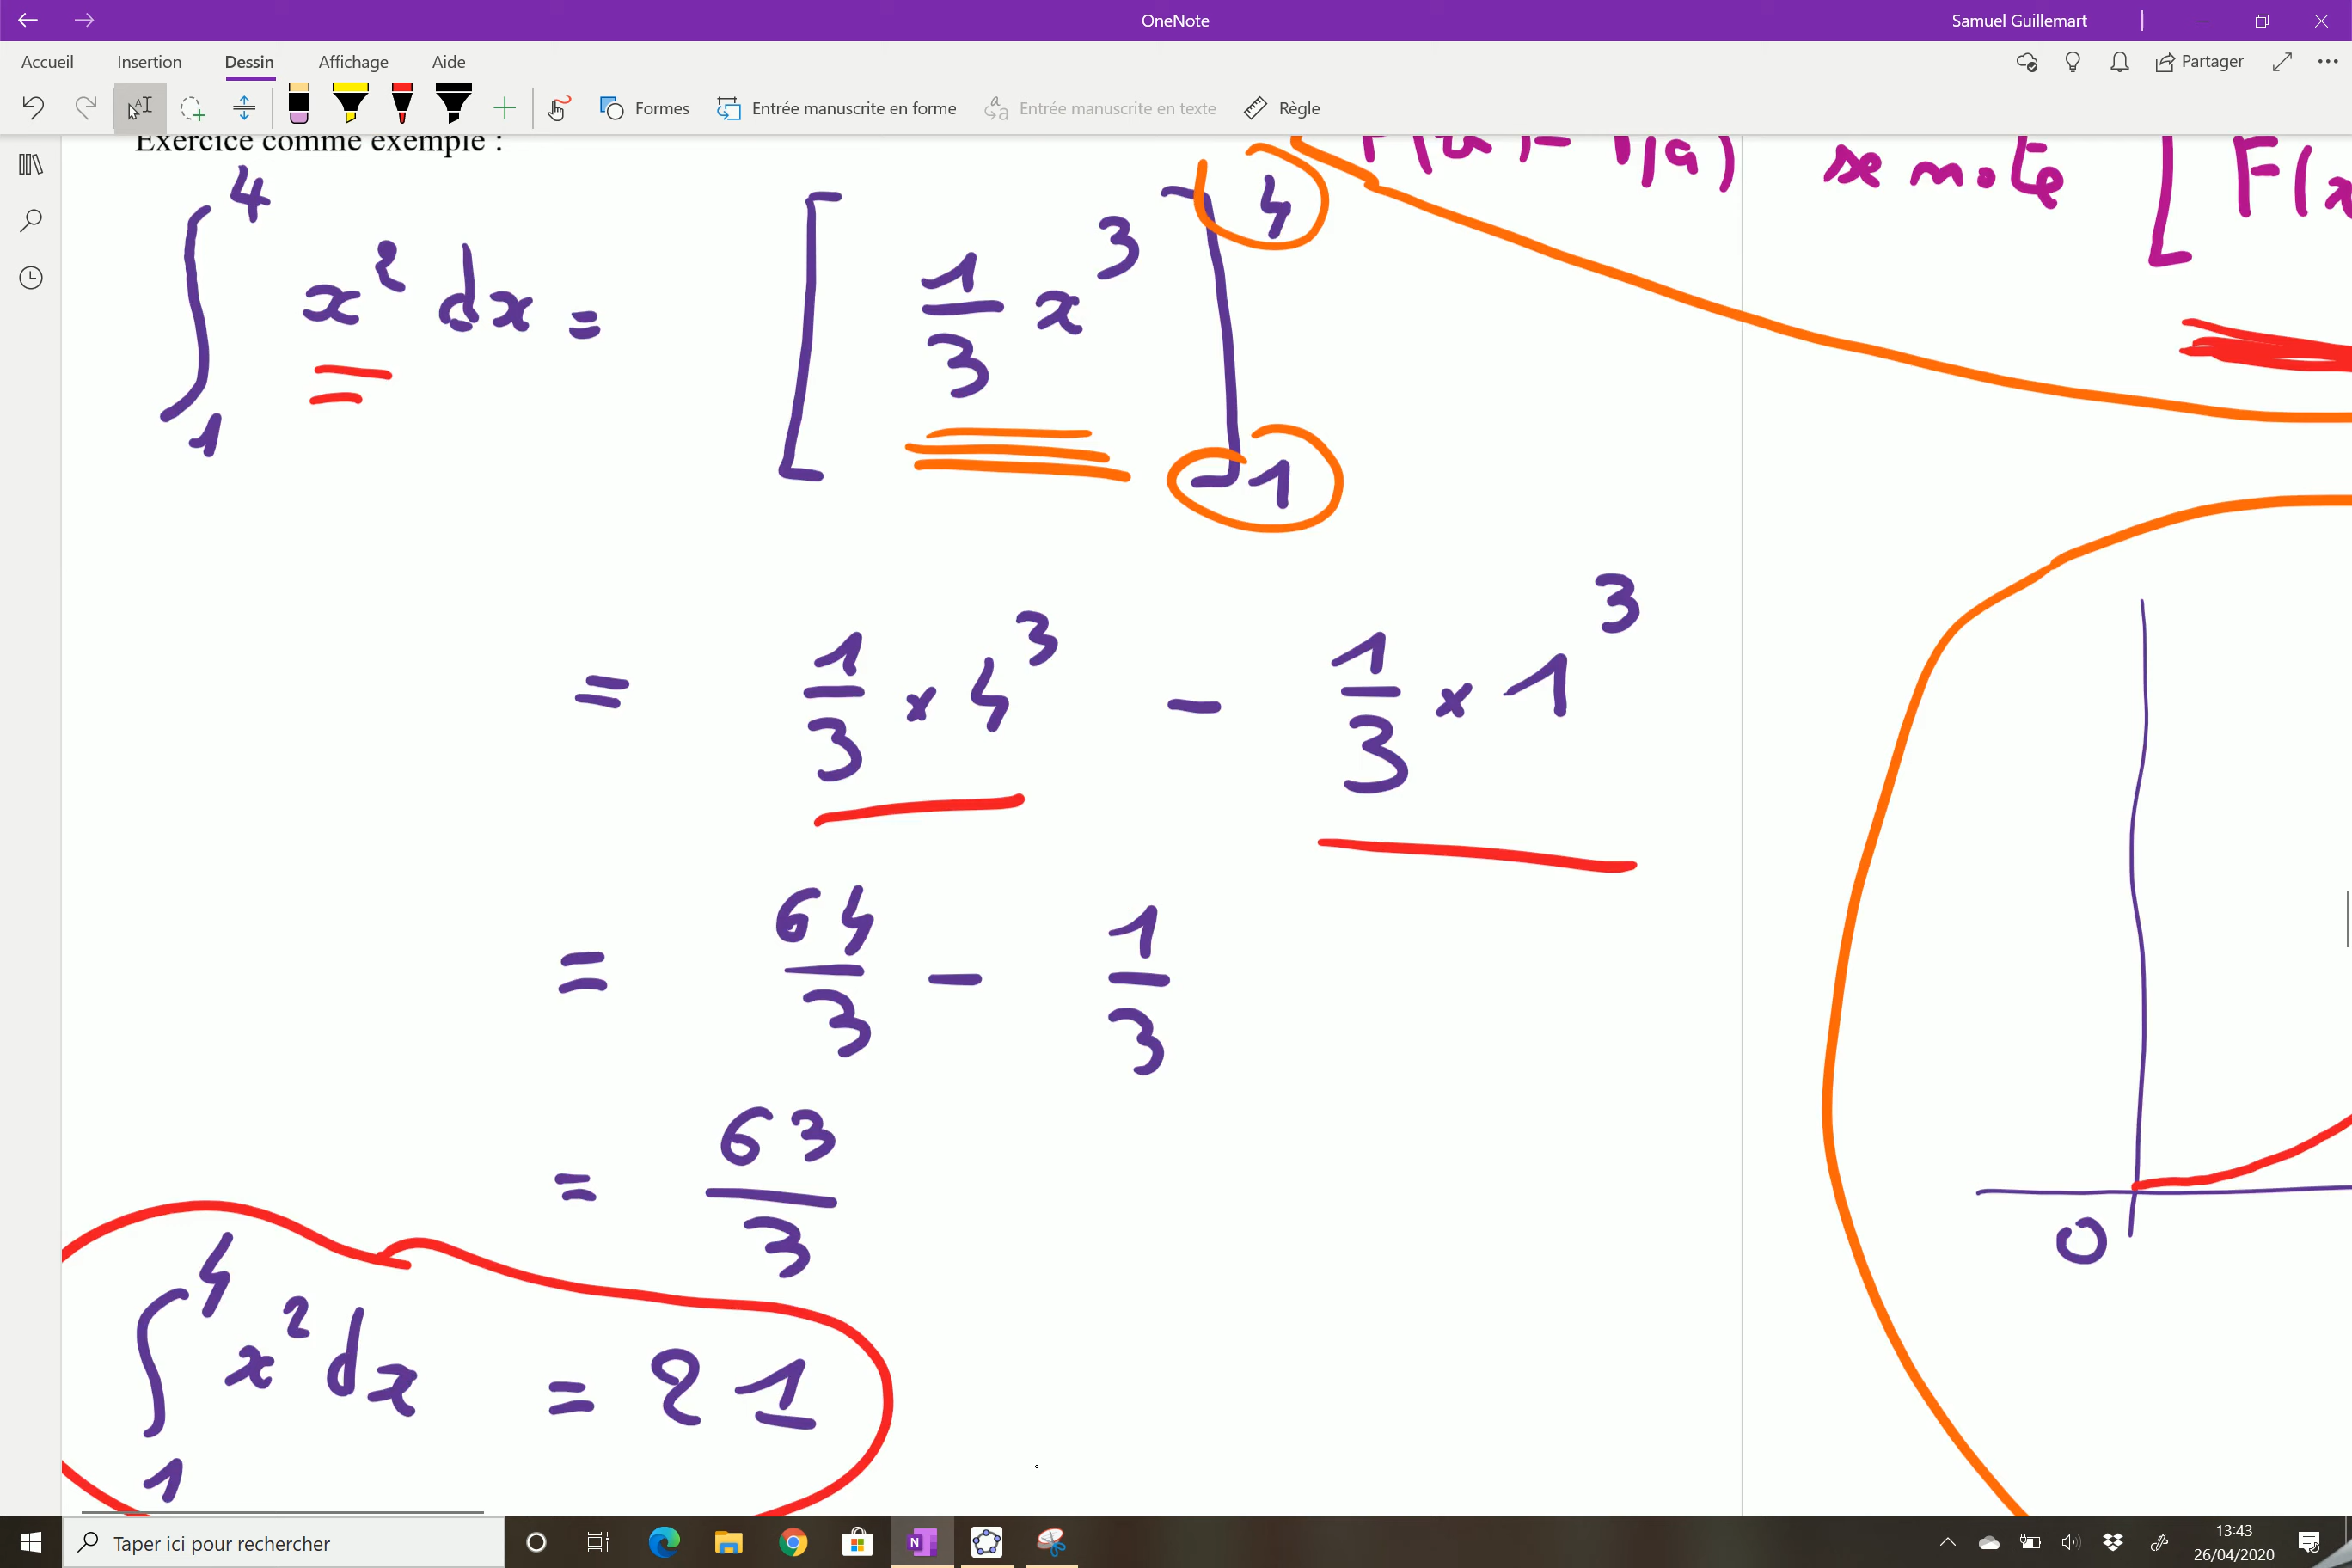 OneNote
Samuel Guillemart
Accueil Insertion Dessin Affichage Aide
Partager
Formes Entrée manuscrite en forme Entrée manuscrite en texte Règle
Exercice comme exemple :
se note [ F(x
∫₁⁴ x² dx = [ 1/3 x³ ]₁⁴
= 1/3 × 4³ − 1/3 × 1³
= 64/3 − 1/3
= 63/3
∫₁⁴ x² dx = 21
0
Taper ici pour rechercher
13:43
26/04/2020